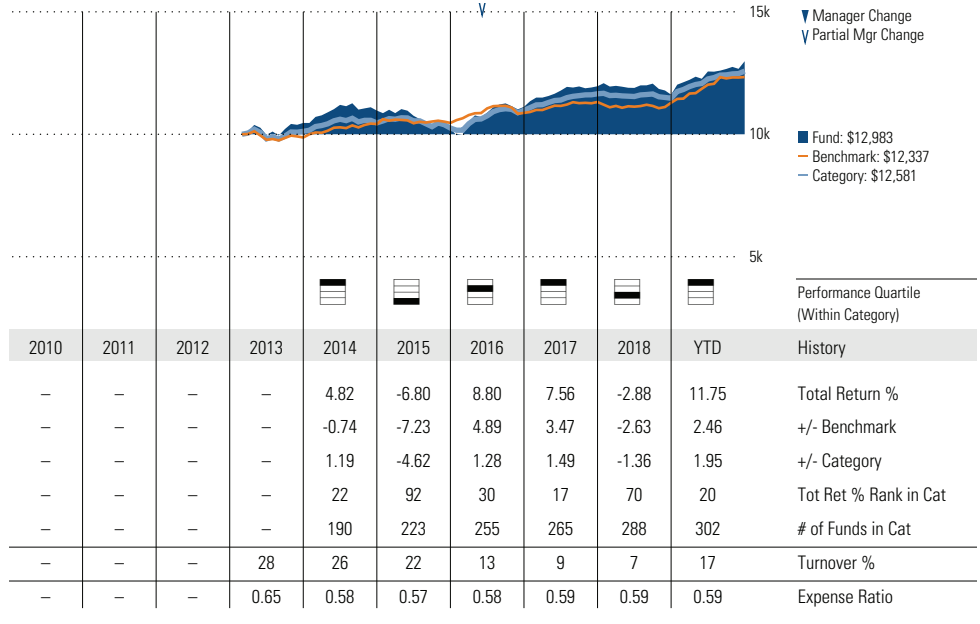 15k
Manager Change
Partial Mgr Change
10k
Fund: $12,983
Benchmark: $12,337
Category: $12,581
5k
Performance Quartile
(Within Category)
2010 2011 2012 2013 2014 2015 2016 2017 2018 YTD History
– – – – 4.82 -6.80 8.80 7.56 -2.88 11.75 Total Return %
– – – – -0.74 -7.23 4.89 3.47 -2.63 2.46 +/- Benchmark
– – – – 1.19 -4.62 1.28 1.49 -1.36 1.95 +/- Category
– – – – 22 92 30 17 70 20 Tot Ret % Rank in Cat
– – – – 190 223 255 265 288 302 # of Funds in Cat
– – – 28 26 22 13 9 7 17 Turnover %
– – – 0.65 0.58 0.57 0.58 0.59 0.59 0.59 Expense Ratio